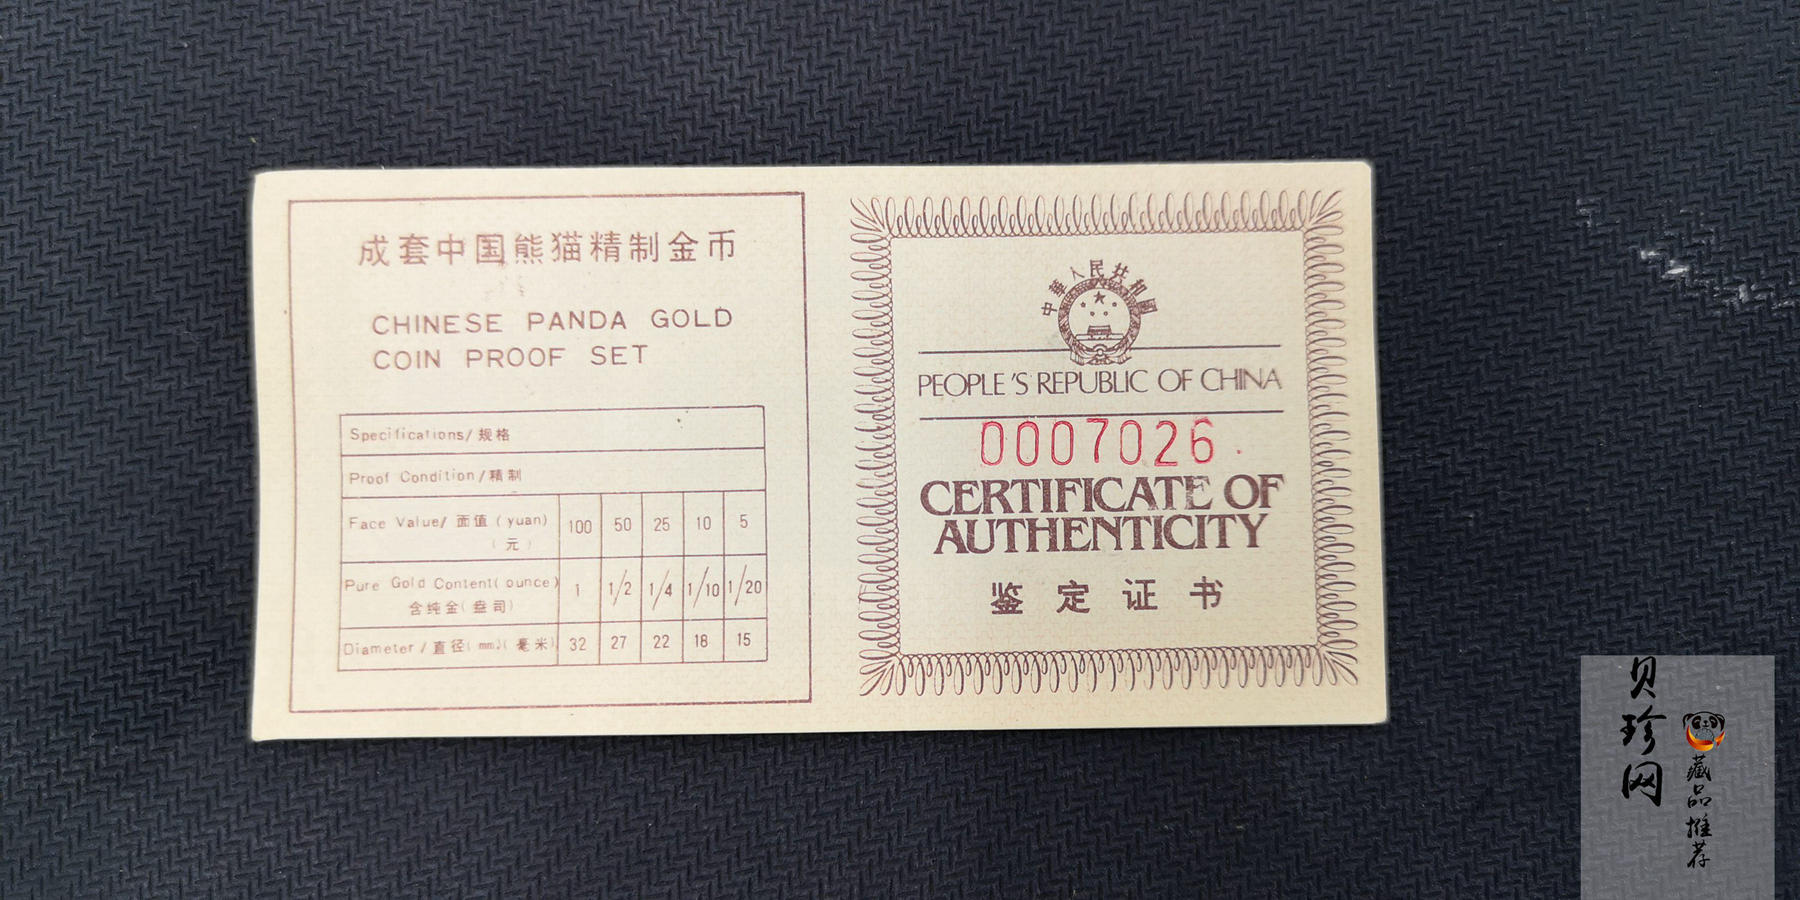 成套中国熊猫精制金币
CHINESE PANDA GOLD
COIN PROOF SET
Specifications/规格
Proof Condition/精制
Face Value/ 面值 (yuan) 100 50 25 10 5
(元)
Pure Gold Content(ounce) 1 1/2 1/4 1/10 1/20
含纯金(盎司)
Diameter/直径(mm)(毫米) 32 27 22 18 15
中華人民共和國
PEOPLE'S REPUBLIC OF CHINA
0007026
CERTIFICATE OF
AUTHENTICITY
鉴定证书
贝珍网
藏品推荐